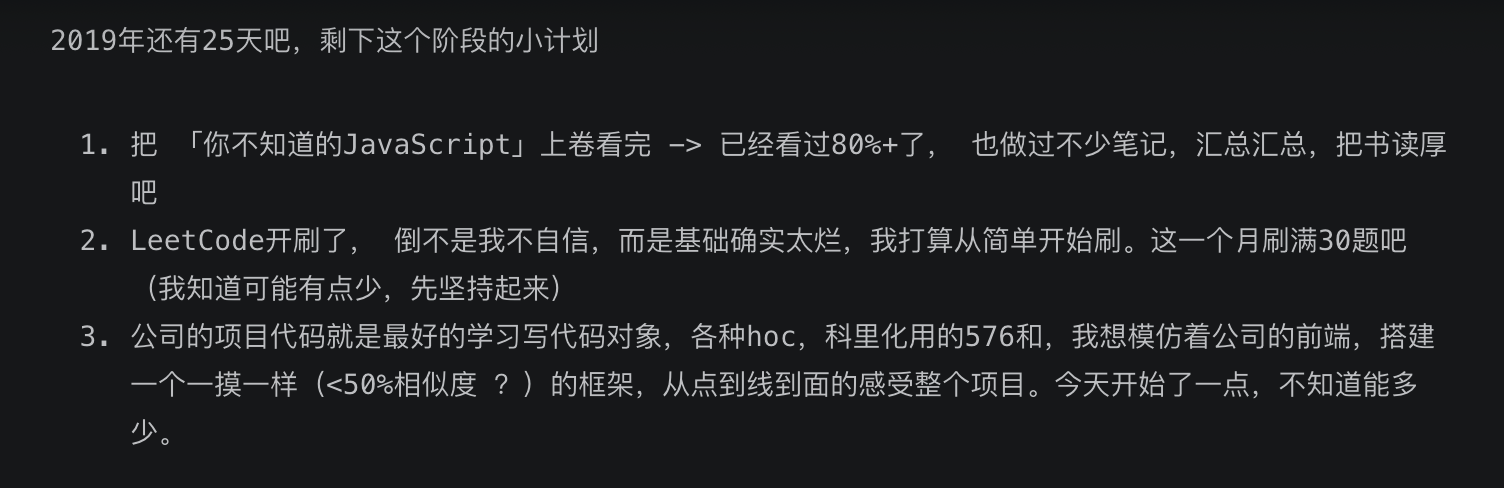 2019年还有25天吧，剩下这个阶段的小计划
1. 把 「你不知道的JavaScript」上卷看完 -> 已经看过80%+了， 也做过不少笔记，汇总汇总，把书读厚
吧
2. LeetCode开刷了， 倒不是我不自信，而是基础确实太烂，我打算从简单开始刷。这一个月刷满30题吧
（我知道可能有点少，先坚持起来）
3. 公司的项目代码就是最好的学习写代码对象，各种hoc，科里化用的576和，我想模仿着公司的前端，搭建
一个一摸一样（<50%相似度 ？）的框架，从点到线到面的感受整个项目。今天开始了一点，不知道能多
少。